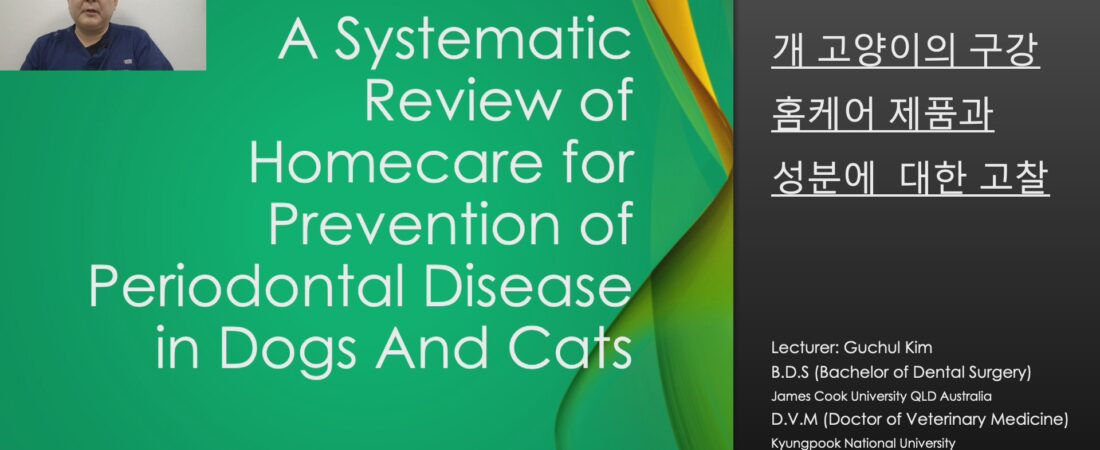 A Systematic
Review of
Homecare for
Prevention of
Periodontal Disease
in Dogs And Cats
개 고양이의 구강
홈케어 제품과
성분에 대한 고찰
Lecturer: Guchul Kim
B.D.S (Bachelor of Dental Surgery)
James Cook University QLD Australia
D.V.M (Doctor of Veterinary Medicine)
Kyungpook National University